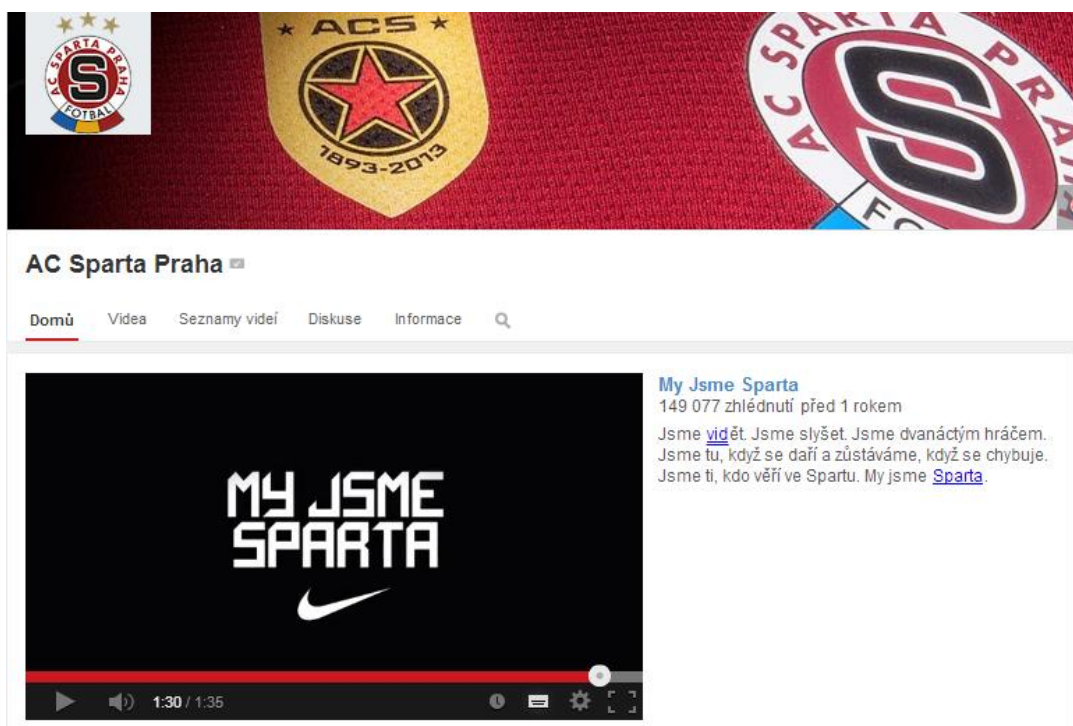 AC SPARTA PRAHA
S
FOTBAL
★ ACS ★
1893-2013
AC SPARTA PRAHA
S
AC Sparta Praha
Domů Videa Seznamy videí Diskuse Informace
MY JSME
SPARTA
1:30 / 1:35
My Jsme Sparta
149 077 zhlédnutí před 1 rokem
Jsme vidět. Jsme slyšet. Jsme dvanáctým hráčem.
Jsme tu, když se daří a zůstáváme, když se chybuje.
Jsme ti, kdo věří ve Spartu. My jsme Sparta.